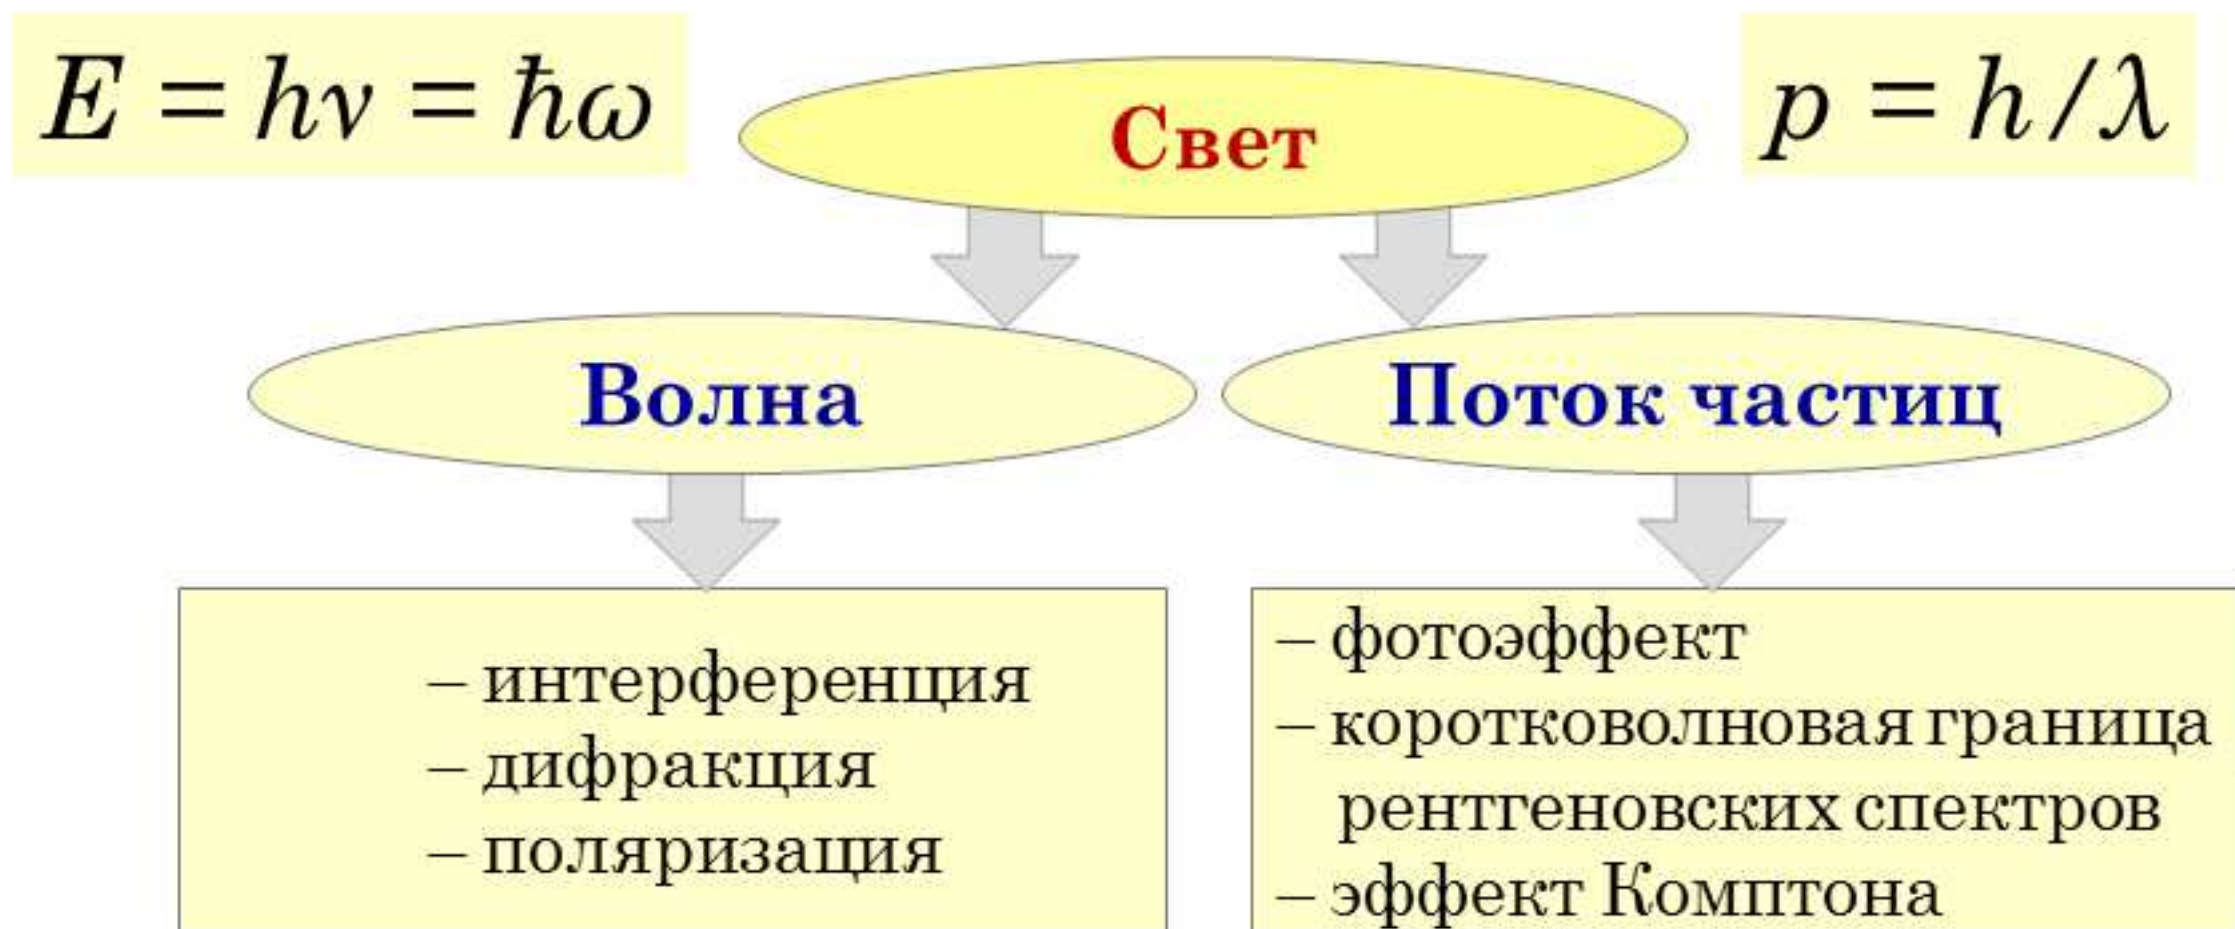 E = hν = ħω
Свет
p = h/λ
Волна
Поток частиц
– интерференция
– дифракция
– поляризация
– фотоэффект
– коротковолновая граница
рентгеновских спектров
– эффект Комптона